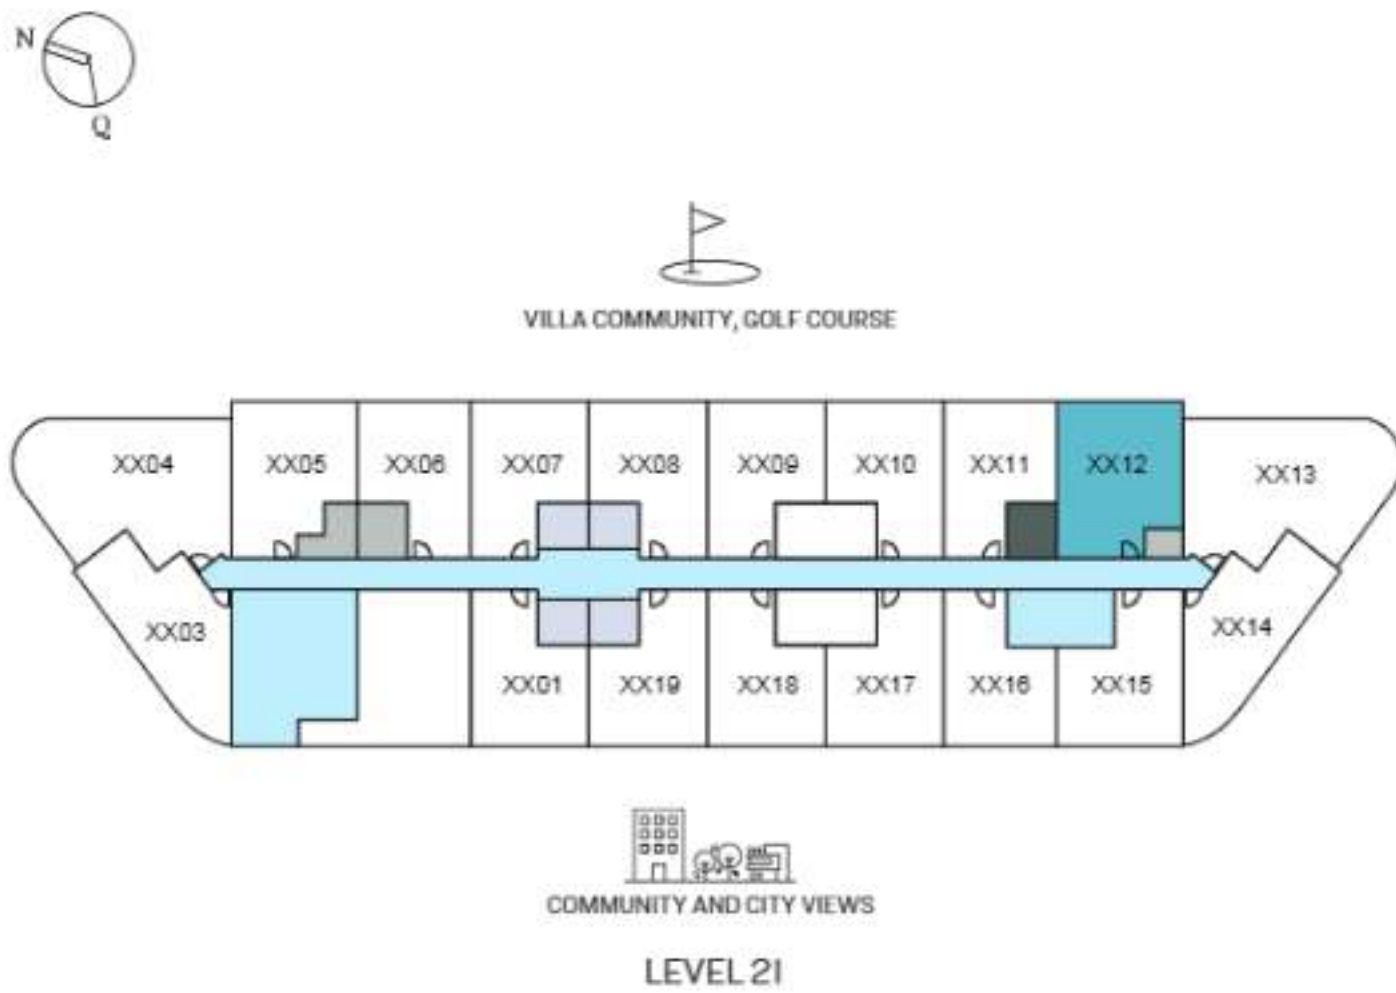 N
Q
VILLA COMMUNITY, GOLF COURSE
XX04 XX05 XX06 XX07 XX08 XX09 XX10 XX11 XX12 XX13
XX03 XX01 XX19 XX18 XX17 XX16 XX15 XX14
COMMUNITY AND CITY VIEWS
LEVEL 21